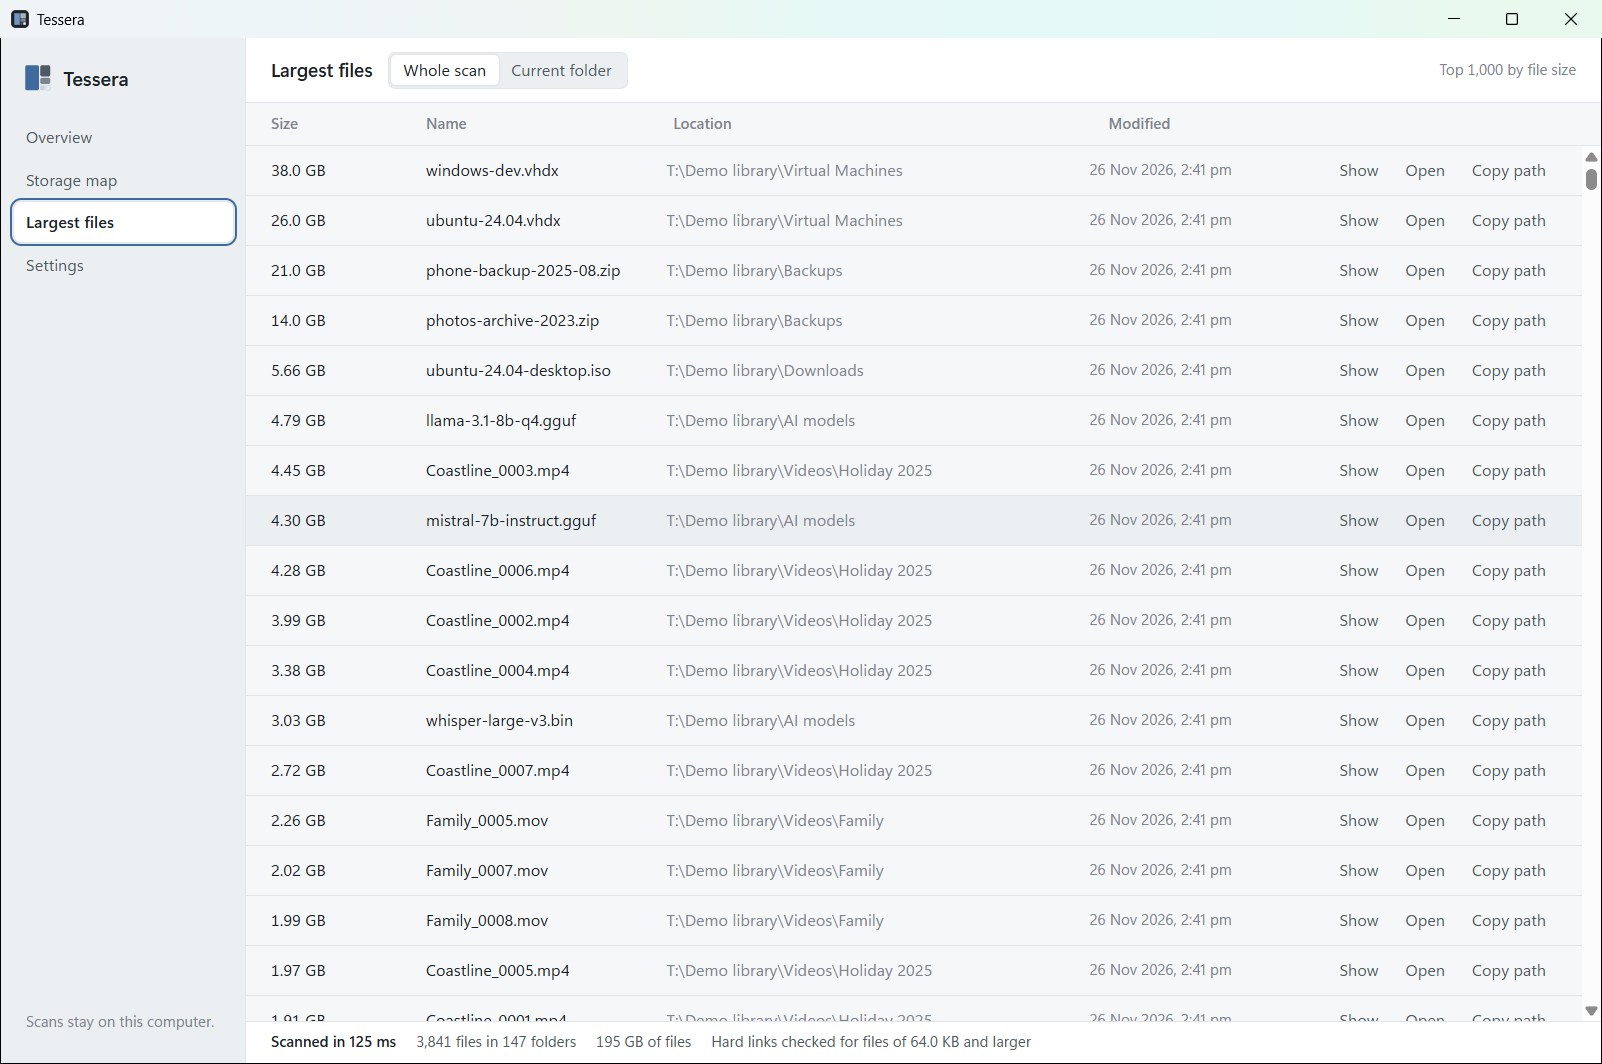 Tessera
Tessera
Overview
Storage map
Largest files
Settings
Scans stay on this computer.
Largest files Whole scan Current folder Top 1,000 by file size
Size Name Location Modified
38.0 GB windows-dev.vhdx T:\Demo library\Virtual Machines 26 Nov 2026, 2:41 pm Show Open Copy path
26.0 GB ubuntu-24.04.vhdx T:\Demo library\Virtual Machines 26 Nov 2026, 2:41 pm Show Open Copy path
21.0 GB phone-backup-2025-08.zip T:\Demo library\Backups 26 Nov 2026, 2:41 pm Show Open Copy path
14.0 GB photos-archive-2023.zip T:\Demo library\Backups 26 Nov 2026, 2:41 pm Show Open Copy path
5.66 GB ubuntu-24.04-desktop.iso T:\Demo library\Downloads 26 Nov 2026, 2:41 pm Show Open Copy path
4.79 GB llama-3.1-8b-q4.gguf T:\Demo library\AI models 26 Nov 2026, 2:41 pm Show Open Copy path
4.45 GB Coastline_0003.mp4 T:\Demo library\Videos\Holiday 2025 26 Nov 2026, 2:41 pm Show Open Copy path
4.30 GB mistral-7b-instruct.gguf T:\Demo library\AI models 26 Nov 2026, 2:41 pm Show Open Copy path
4.28 GB Coastline_0006.mp4 T:\Demo library\Videos\Holiday 2025 26 Nov 2026, 2:41 pm Show Open Copy path
3.99 GB Coastline_0002.mp4 T:\Demo library\Videos\Holiday 2025 26 Nov 2026, 2:41 pm Show Open Copy path
3.38 GB Coastline_0004.mp4 T:\Demo library\Videos\Holiday 2025 26 Nov 2026, 2:41 pm Show Open Copy path
3.03 GB whisper-large-v3.bin T:\Demo library\AI models 26 Nov 2026, 2:41 pm Show Open Copy path
2.72 GB Coastline_0007.mp4 T:\Demo library\Videos\Holiday 2025 26 Nov 2026, 2:41 pm Show Open Copy path
2.26 GB Family_0005.mov T:\Demo library\Videos\Family 26 Nov 2026, 2:41 pm Show Open Copy path
2.02 GB Family_0007.mov T:\Demo library\Videos\Family 26 Nov 2026, 2:41 pm Show Open Copy path
1.99 GB Family_0008.mov T:\Demo library\Videos\Family 26 Nov 2026, 2:41 pm Show Open Copy path
1.97 GB Coastline_0005.mp4 T:\Demo library\Videos\Holiday 2025 26 Nov 2026, 2:41 pm Show Open Copy path
1.91 GB Coastline_0001.mp4 T:\Demo library\Videos\Holiday 2025 26 Nov 2026, 2:41 pm Show Open Copy path
Scanned in 125 ms 3,841 files in 147 folders 195 GB of files Hard links checked for files of 64.0 KB and larger